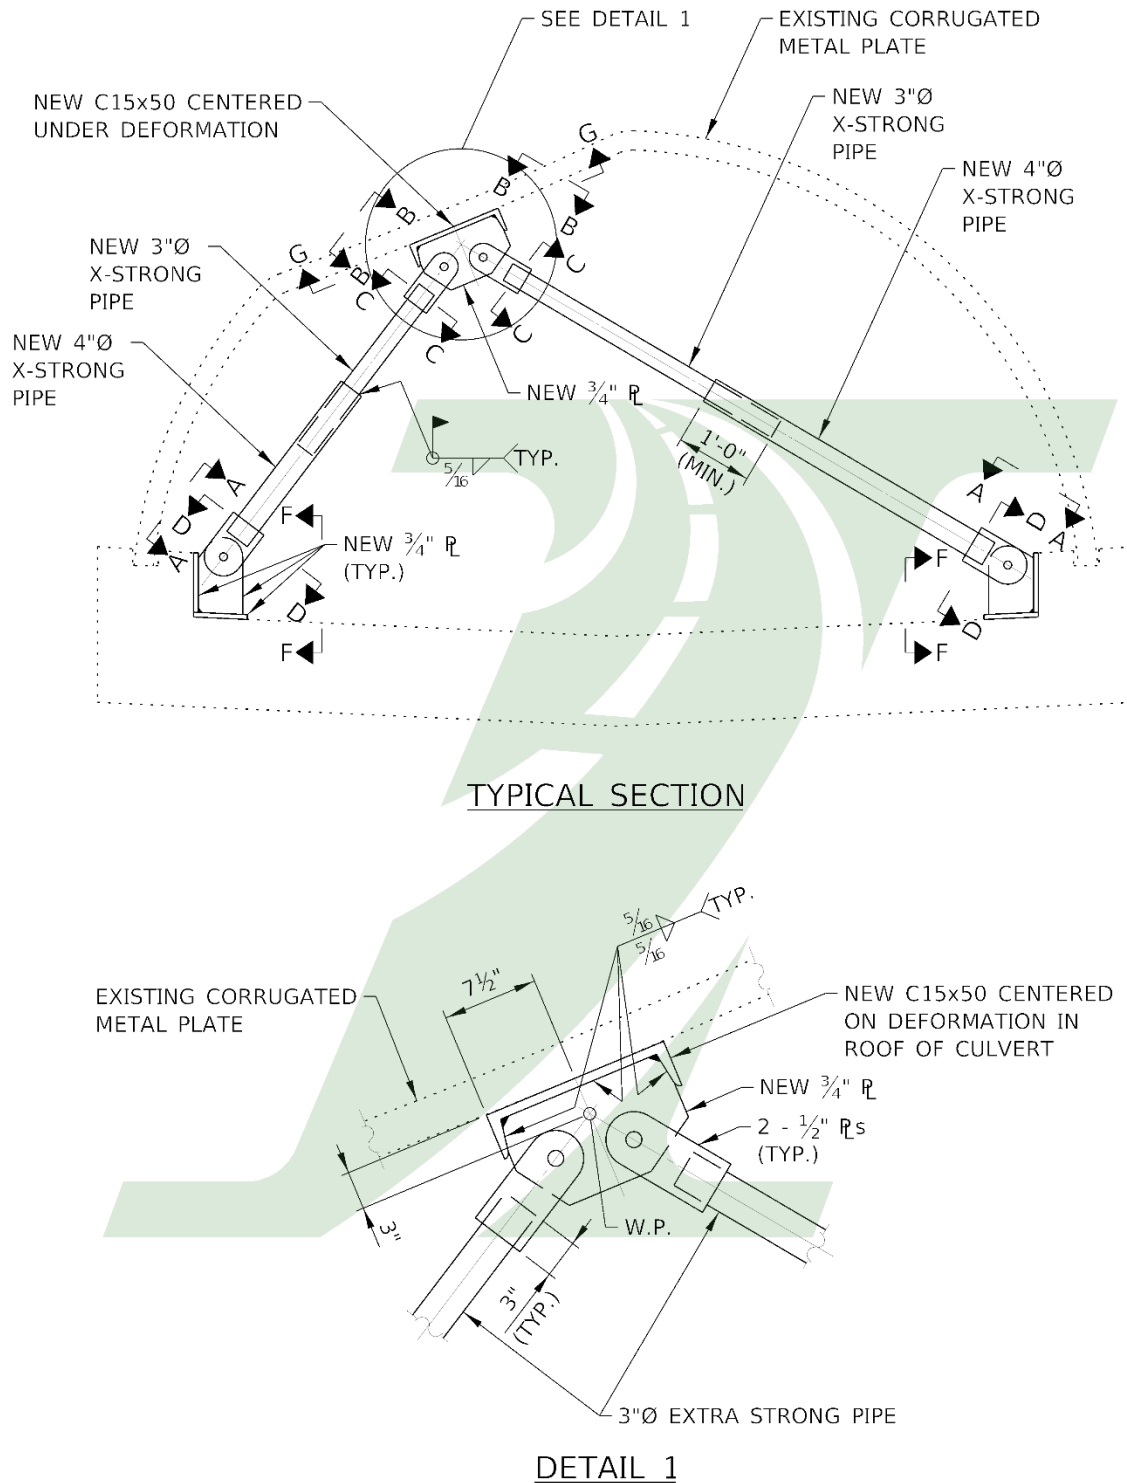 SEE DETAIL 1
EXISTING CORRUGATED
METAL PLATE
NEW C15x50 CENTERED
UNDER DEFORMATION
NEW 3"Ø
X-STRONG
PIPE
NEW 4"Ø
X-STRONG
PIPE
G
B
B
B
B
G
C
C
C
C
NEW 3"Ø
X-STRONG
PIPE
NEW 4"Ø
X-STRONG
PIPE
NEW 3/4" ℄
1'-0"
(MIN.)
5/16
TYP.
A
D
A
F
NEW 3/4" PL
(TYP.)
D
F
A
D
A
F
D
F
TYPICAL SECTION
5/16
5/16
TYP.
7 1/2"
EXISTING CORRUGATED
METAL PLATE
NEW C15x50 CENTERED
ON DEFORMATION IN
ROOF OF CULVERT
NEW 3/4" PL
2 - 1/2" PLs
(TYP.)
3"
W.P.
3"
(TYP.)
3"Ø EXTRA STRONG PIPE
DETAIL 1